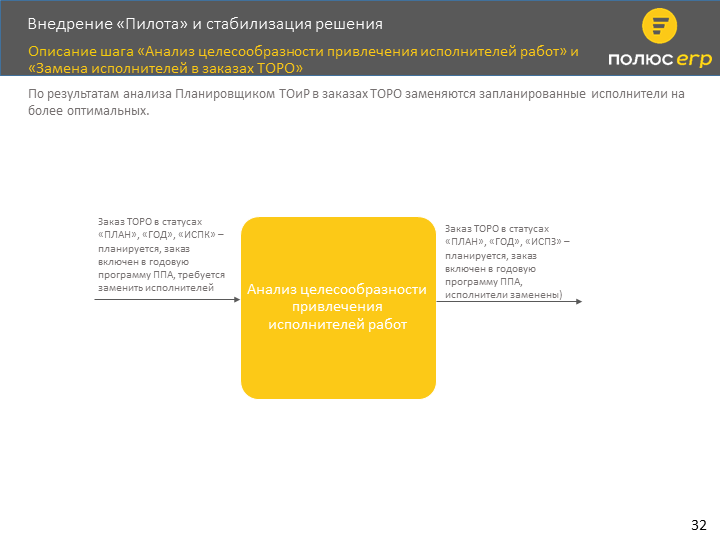 Внедрение «Пилота» и стабилизация решения
Описание шага «Анализ целесообразности привлечения исполнителей работ» и
«Замена исполнителей в заказах ТОРО»
ПОЛЮС erp
По результатам анализа Планировщиком ТОиР в заказах ТОРО заменяются запланированные исполнители на
более оптимальных.
Заказ ТОРО в статусах
«ПЛАН», «ГОД», «ИСПК» –
планируется, заказ
включен в годовую
программу ППА, требуется
заменить исполнителей
Анализ целесообразности
привлечения
исполнителей работ
Заказ ТОРО в статусах
«ПЛАН», «ГОД», «ИСПЗ» –
планируется, заказ
включен в годовую
программу ППА,
исполнители заменены)
32